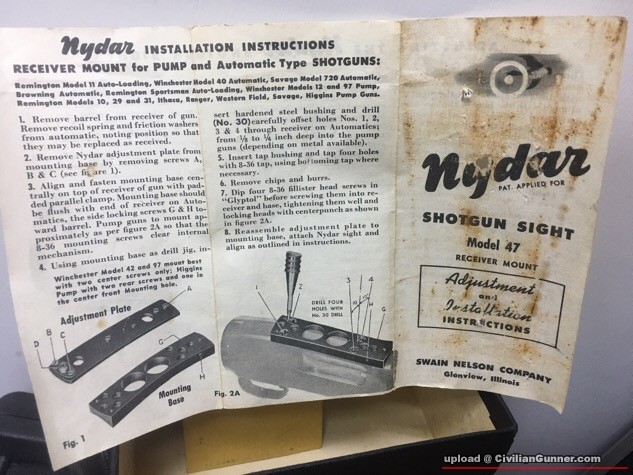 Nydar INSTALLATION INSTRUCTIONS
RECEIVER MOUNT for PUMP and Automatic Type SHOTGUNS:
Remington Model 11 Auto-Loading, Winchester Model 40 Automatic, Savage Model 720 Automatic,
Browning Automatic, Remington Sportsman Auto-Loading, Winchester Models 12 and 97 Pump,
Remington Models 10, 29 and 31, Ithaca, Ranger, Western Field, Savage, Higgins Pump Guns.
1. Remove barrel from receiver of gun.
Remove recoil spring and friction washers
from automatic, noting position so that
they may be replaced as received.
2. Remove Nydar adjustment plate from
mounting base by removing screws A,
B & C (see figure 1).
3. Align and fasten mounting base cen-
trally on top of receiver of gun with pad-
ded parallel clamp. Mounting base should
be flush with end of receiver on Auto-
matics, the side locking screws G & H to-
ward barrel. Pump guns to mount ap-
proximately as per figure 2A so that the
8-36 mounting screws clear internal
mechanism.
4. Using mounting base as drill jig, in-
Winchester Model 42 and 97 mount best
with two center screws only; Higgins
Pump with two rear screws and one in
the center front Mounting hole.
Adjustment Plate
A
B
C
D
G
H
Mounting
Base
Fig. 1
sert hardened steel bushing and drill
(No. 30) carefully offset holes Nos. 1, 2,
3 & 4 through receiver on Automatics;
from 1/8 to 1/4 inch deep into the pump
guns (depending on metal available).
5. Insert tap bushing and tap four holes
with 8-36 tap, using bottoming tap where
necessary.
6. Remove chips and burrs.
7. Dip four 8-36 fillister head screws in
"Glyptol" before screwing them into re-
ceiver and base, tightening them well and
locking heads with centerpunch as shown
in figure 2A.
8. Reassemble adjustment plate to
mounting base, attach Nydar sight and
align as outlined in instructions.
DRILL FOUR
HOLES WITH
No. 30 DRILL
1
2
3
4
G
H
Fig. 2A
Nydar
PAT. APPLIED FOR
SHOTGUN SIGHT
Model 47
RECEIVER MOUNT
Adjustment
and
Installation
INSTRUCTIONS
SWAIN NELSON COMPANY
Glenview, Illinois
upload @ CivilianGunner.com